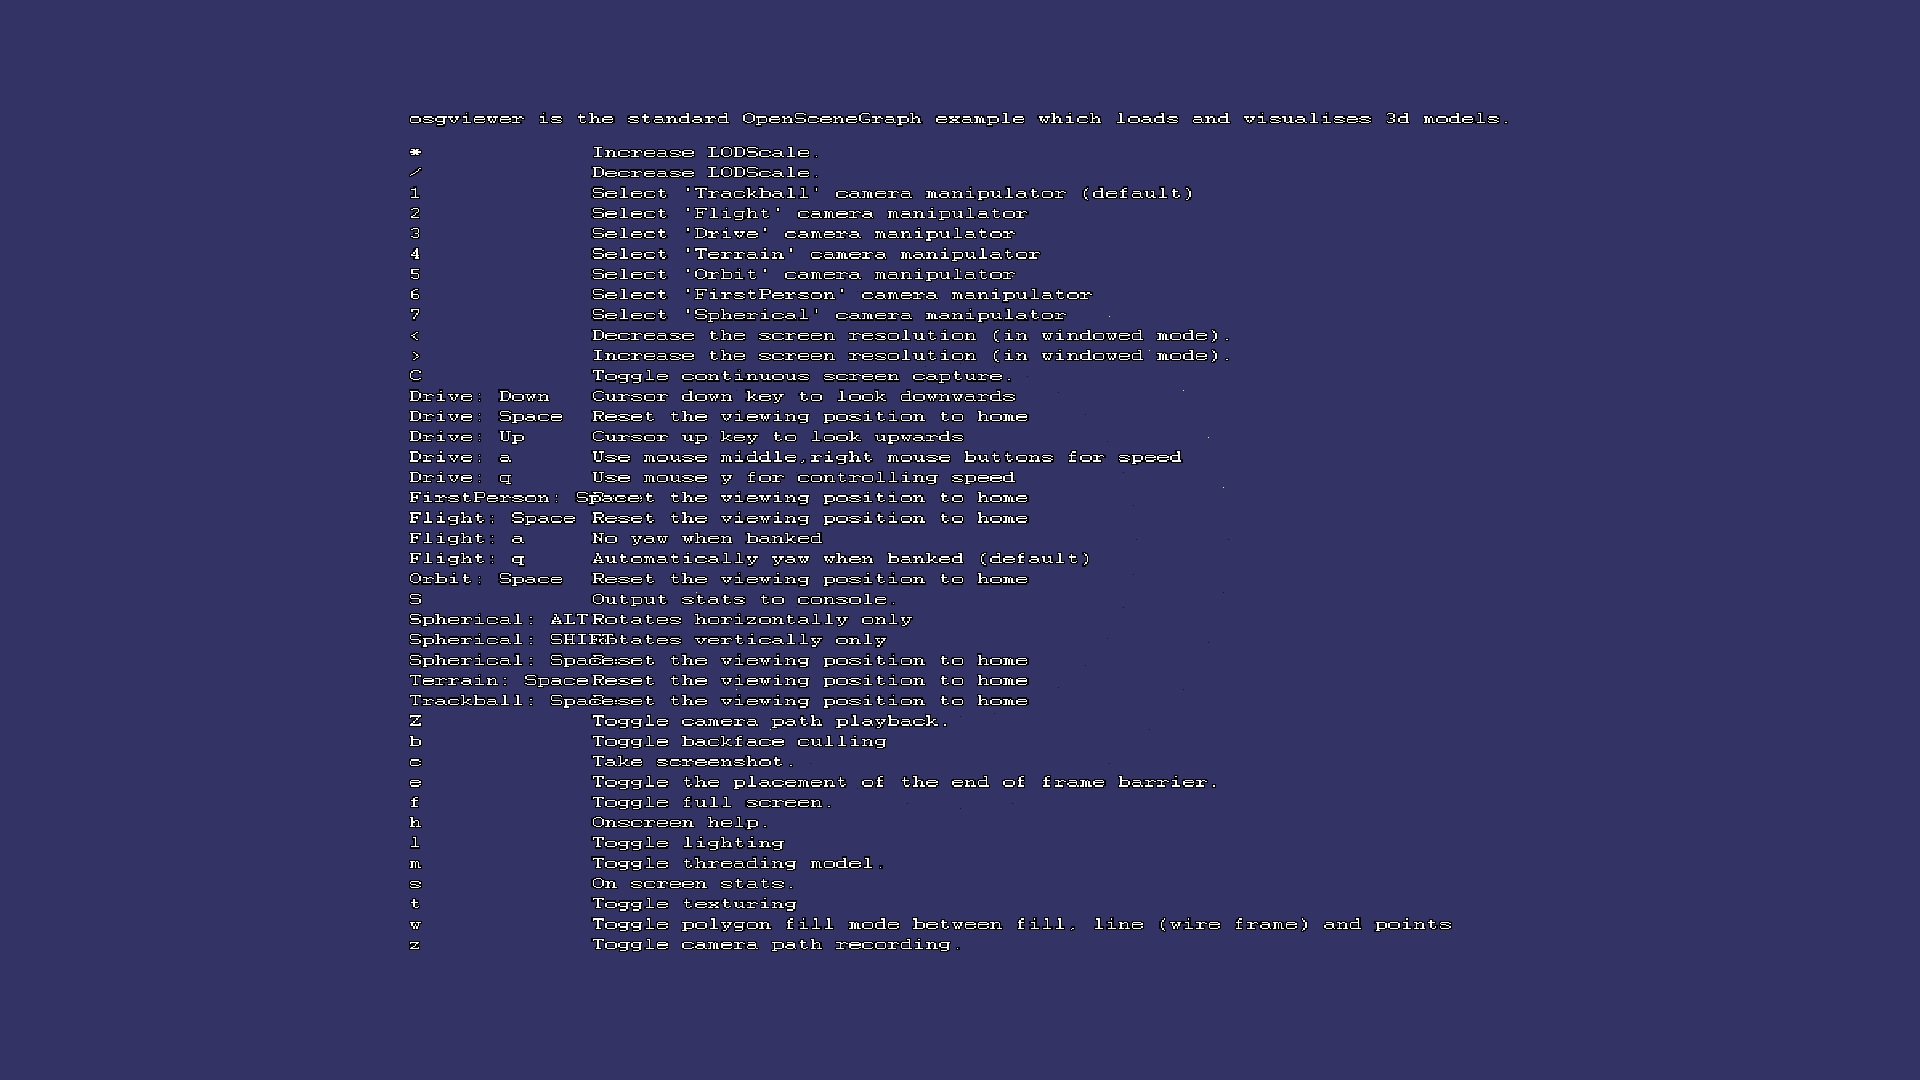 osgviewer is the standard OpenSceneGraph example which loads and visualises 3d models.
* Increase LODScale.
/ Decrease LODScale.
1 Select 'Trackball' camera manipulator (default)
2 Select 'Flight' camera manipulator
3 Select 'Drive' camera manipulator
4 Select 'Terrain' camera manipulator
5 Select 'Orbit' camera manipulator
6 Select 'FirstPerson' camera manipulator
7 Select 'Spherical' camera manipulator
< Decrease the screen resolution (in windowed mode).
> Increase the screen resolution (in windowed mode).
C Toggle continuous screen capture.
Drive: Down Cursor down key to look downwards
Drive: Space Reset the viewing position to home
Drive: Up Cursor up key to look upwards
Drive: a Use mouse middle,right mouse buttons for speed
Drive: q Use mouse y for controlling speed
FirstPerson: Space Reset the viewing position to home
Flight: Space Reset the viewing position to home
Flight: a No yaw when banked
Flight: q Automatically yaw when banked (default)
Orbit: Space Reset the viewing position to home
S Output stats to console.
Spherical: ALT Rotates horizontally only
Spherical: SHIFT Rotates vertically only
Spherical: Space Reset the viewing position to home
Terrain: Space Reset the viewing position to home
Trackball: Space Reset the viewing position to home
Z Toggle camera path playback.
b Toggle backface culling
c Take screenshot.
e Toggle the placement of the end of frame barrier.
f Toggle full screen.
h Onscreen help.
l Toggle lighting
m Toggle threading model.
s On screen stats.
t Toggle texturing
w Toggle polygon fill mode between fill, line (wire frame) and points
z Toggle camera path recording.